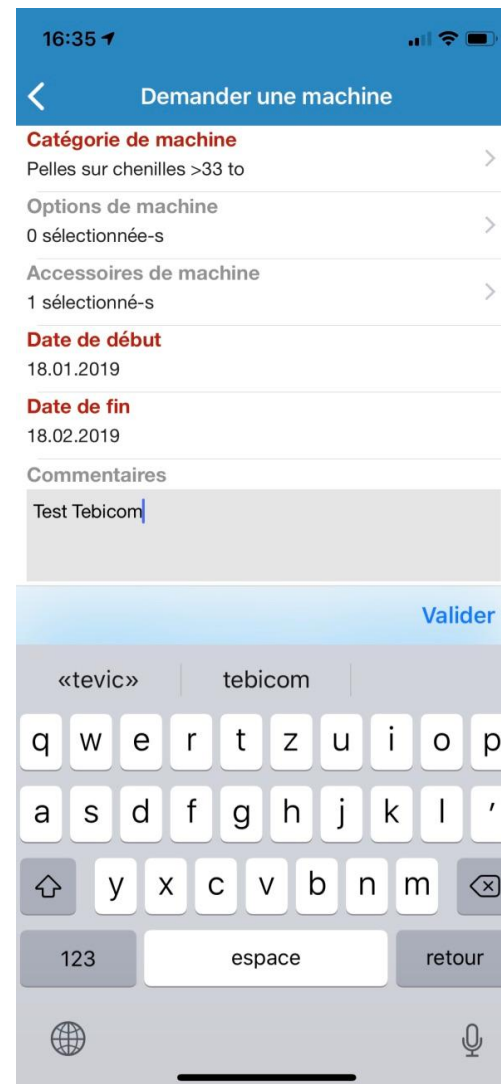 16:35
Demander une machine
Catégorie de machine
Pelles sur chenilles >33 to
Options de machine
0 sélectionnée-s
Accessoires de machine
1 sélectionné-s
Date de début
18.01.2019
Date de fin
18.02.2019
Commentaires
Test Tebicom
Valider
«tevic» tebicom
q w e r t z u i o p
a s d f g h j k l ’
y x c v b n m
123 espace retour